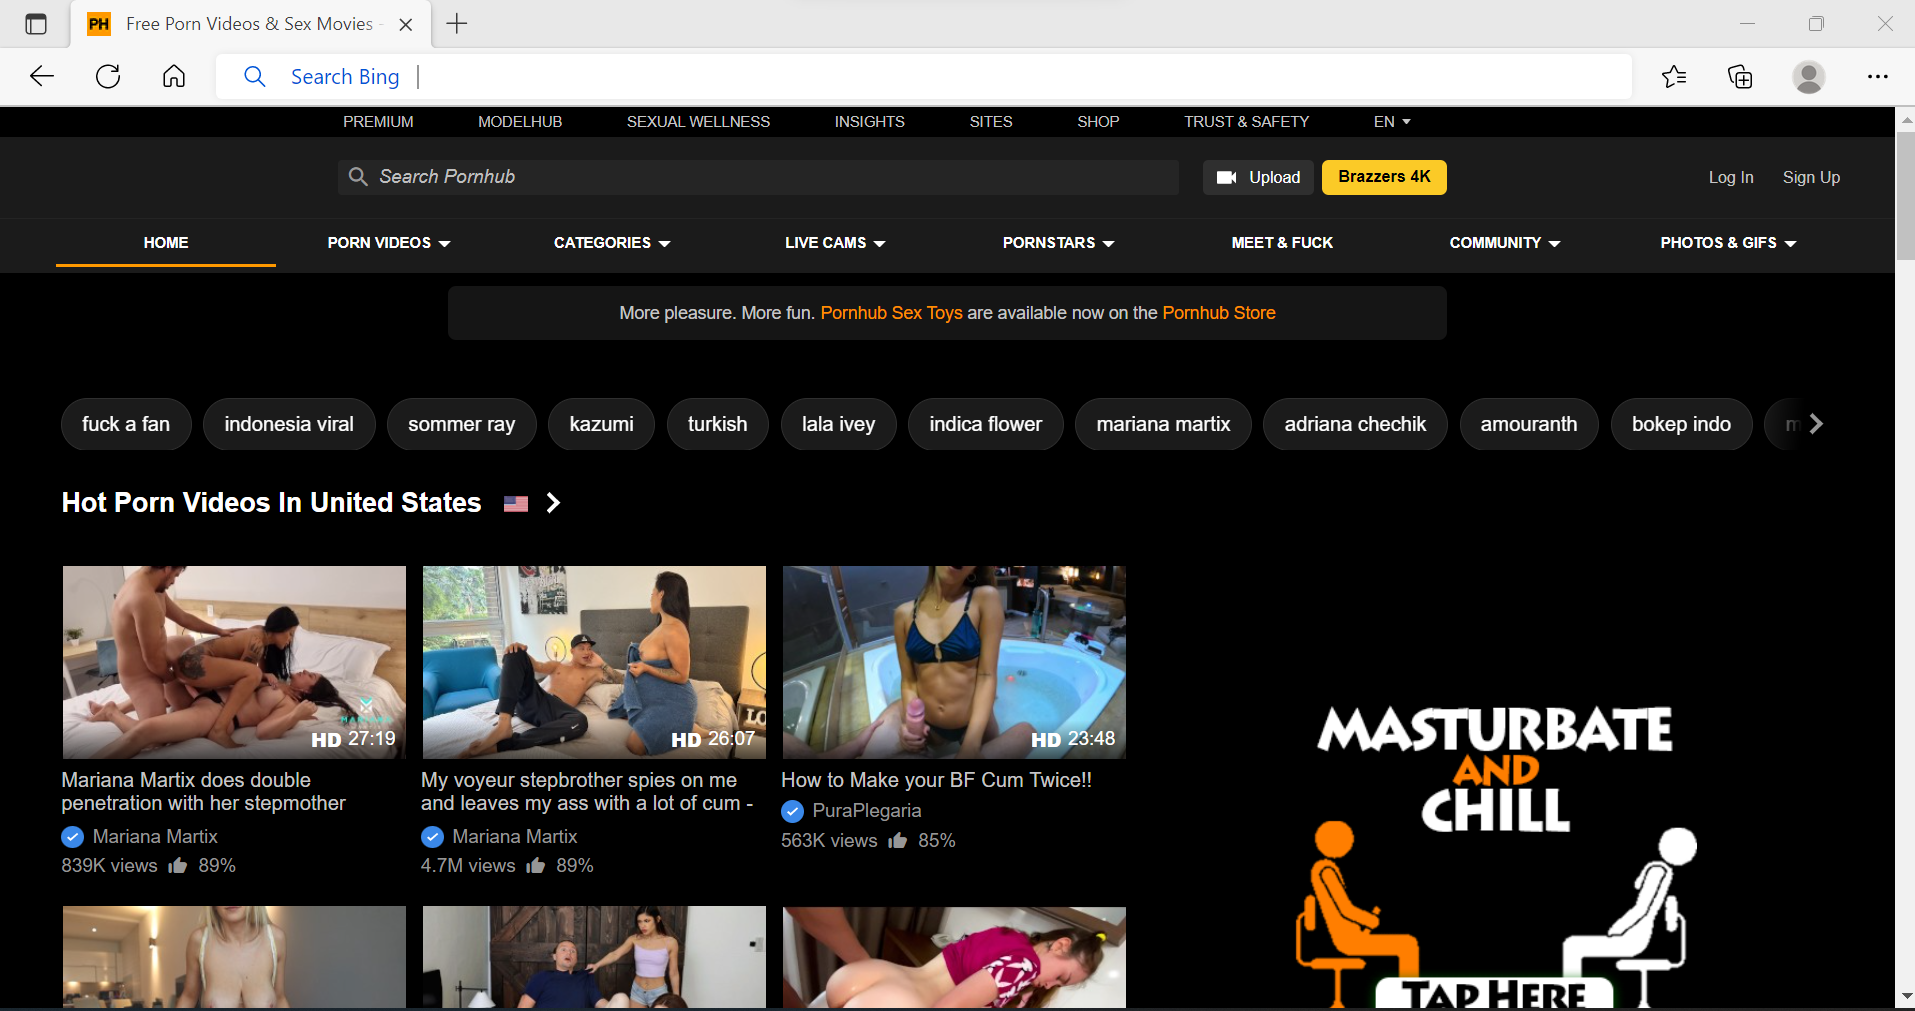 PH Free Porn Videos & Sex Movies -
Search Bing
PREMIUM MODELHUB SEXUAL WELLNESS INSIGHTS SITES SHOP TRUST & SAFETY EN
Search Pornhub Upload Brazzers 4K Log In Sign Up
HOME PORN VIDEOS CATEGORIES LIVE CAMS PORNSTARS MEET & FUCK COMMUNITY PHOTOS & GIFS
More pleasure. More fun. Pornhub Sex Toys are available now on the Pornhub Store
fuck a fan indonesia viral sommer ray kazumi turkish lala ivey indica flower mariana martix adriana chechik amouranth bokep indo m
Hot Porn Videos In United States
HD 27:19
HD 26:07
HD 23:48
Mariana Martix does double
penetration with her stepmother
Mariana Martix
839K views 89%
My voyeur stepbrother spies on me
and leaves my ass with a lot of cum -
Mariana Martix
4.7M views 89%
How to Make your BF Cum Twice!!
PuraPlegaria
563K views 85%
MASTURBATE
AND
CHILL
TAP HERE